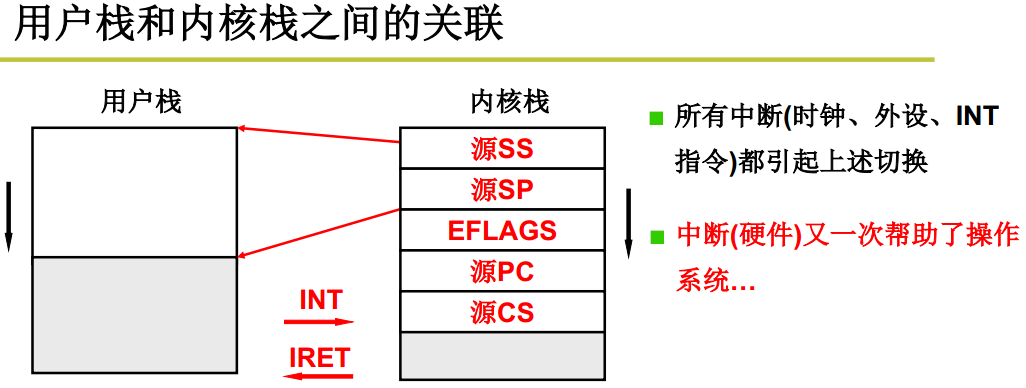 用户栈和内核栈之间的关联
用户栈
内核栈
源SS
源SP
EFLAGS
源PC
源CS
INT
IRET
所有中断(时钟、外设、INT
指令)都引起上述切换
中断(硬件)又一次帮助了操作
系统…